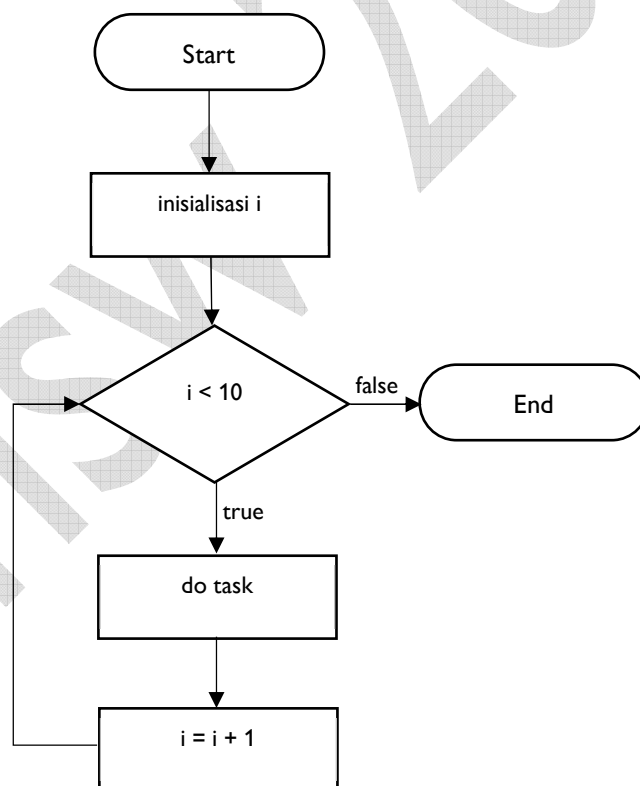 Start
inisialisasi i
i < 10
false
End
true
do task
i = i + 1